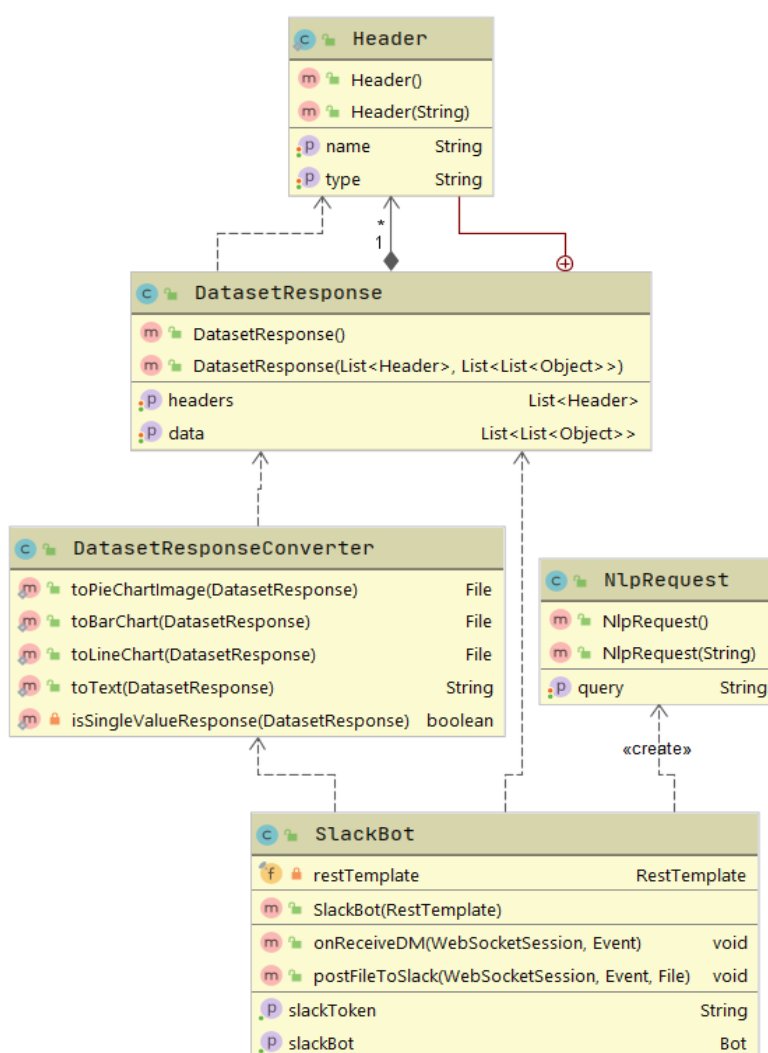 Header
Header()
Header(String)
name String
type String
*
1
DatasetResponse
DatasetResponse()
DatasetResponse(List<Header>, List<List<Object>>)
headers List<Header>
data List<List<Object>>
DatasetResponseConverter
toPieChartImage(DatasetResponse) File
toBarChart(DatasetResponse) File
toLineChart(DatasetResponse) File
toText(DatasetResponse) String
isSingleValueResponse(DatasetResponse) boolean
NlpRequest
NlpRequest()
NlpRequest(String)
query String
«create»
SlackBot
restTemplate RestTemplate
SlackBot(RestTemplate)
onReceiveDM(WebSocketSession, Event) void
postFileToSlack(WebSocketSession, Event, File) void
slackToken String
slackBot Bot